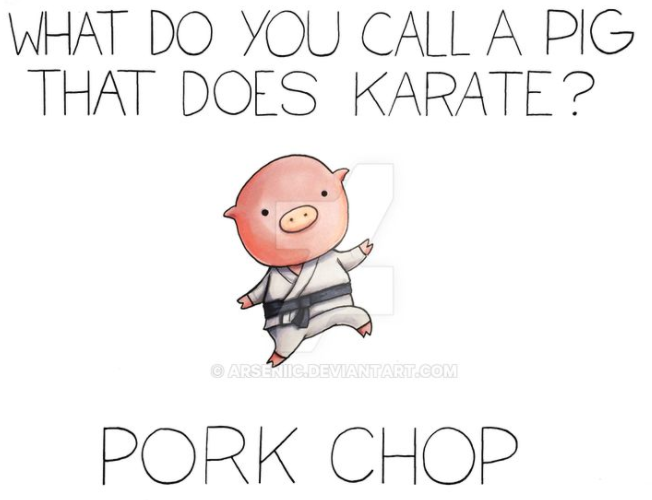 WHAT DO YOU CALL A PIG
THAT DOES KARATE?
© ARSENIIC.DEVIANTART.COM
PORK CHOP